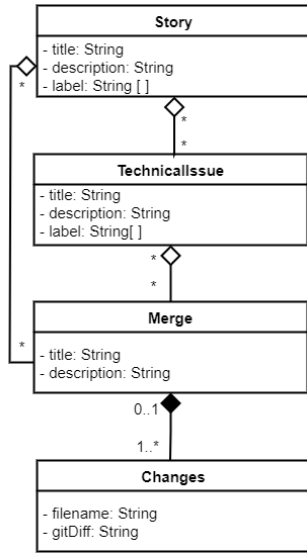 Story
- title: String
- description: String
- label: String [ ]
*
*
*
TechnicalIssue
- title: String
- description: String
- label: String[ ]
*
*
*
Merge
- title: String
- description: String
0..1
1..*
Changes
- filename: String
- gitDiff: String